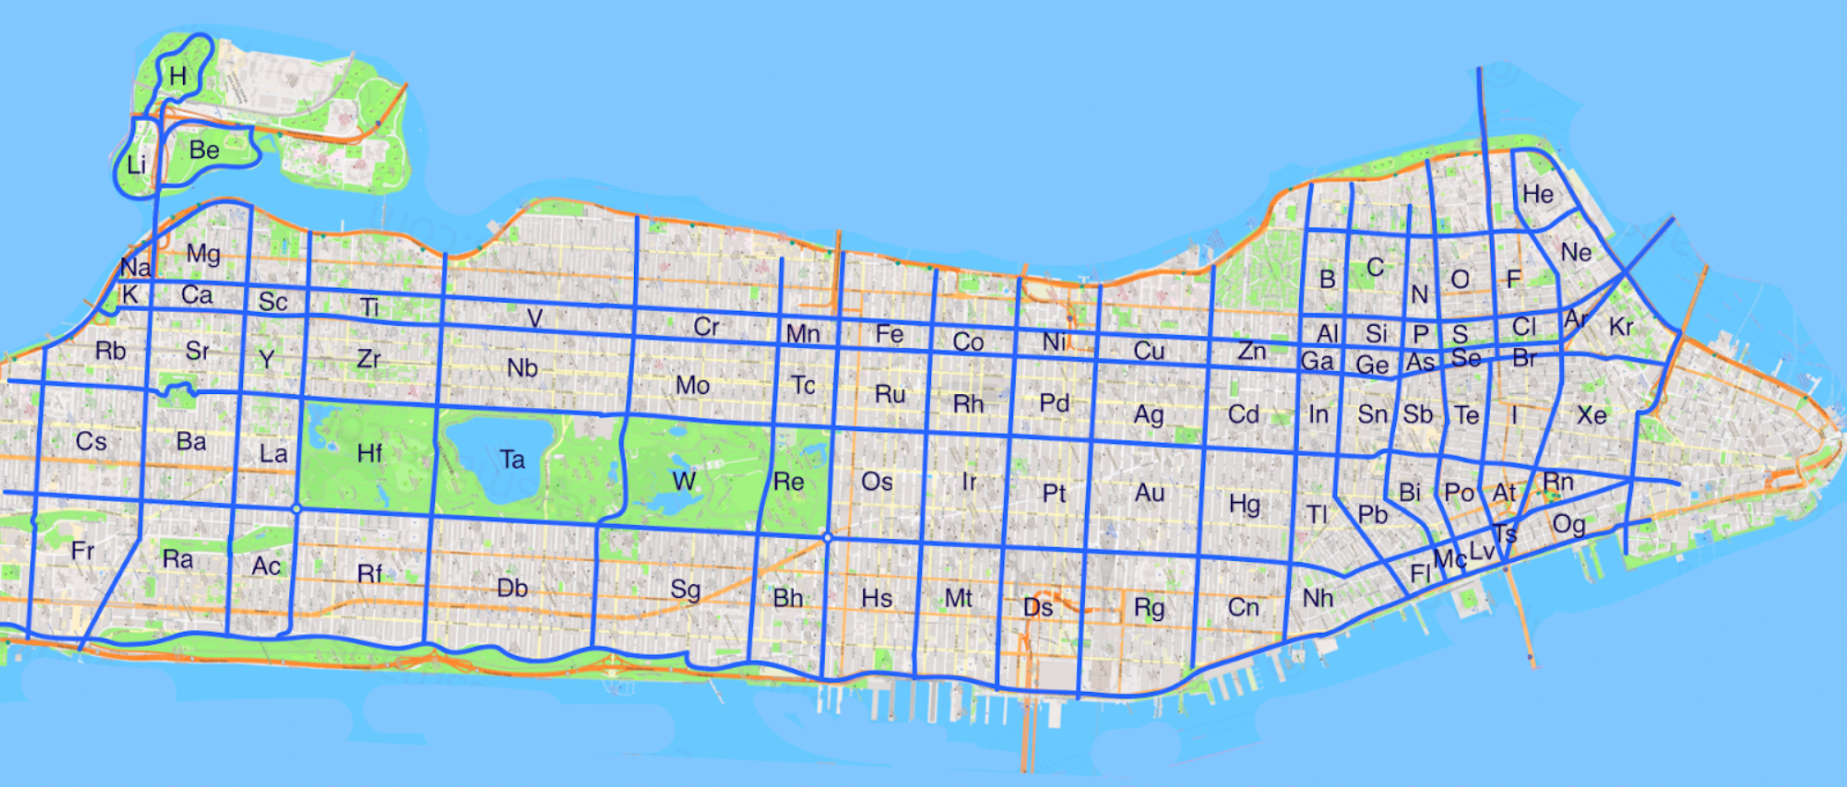 H
Li Be
He
Na Mg
B C N O F Ne
K Ca Sc Ti V Cr Mn Fe Co Ni Cu Zn Ga Ge As Se Br Kr
Al Si P S Cl Ar
Rb Sr Y Zr Nb Mo Tc Ru Rh Pd Ag Cd In Sn Sb Te I Xe
Cs Ba La Hf Ta W Re Os Ir Pt Au Hg Tl Pb Bi Po At Rn
Fr Ra Ac Rf Db Sg Bh Hs Mt Ds Rg Cn Nh Fl Mc Lv Ts Og